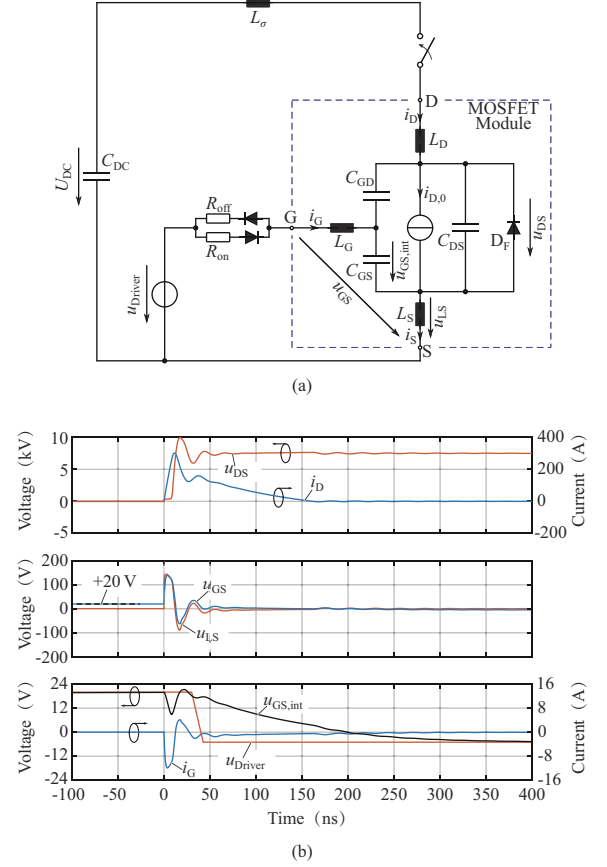 Lσ
D
MOSFET
Module
iD
LD
UDC
CDC
CGD
iD,0
Roff
G
iG
Ron
LG
CGS
uGS,int
CDS
DF
uDS
uDriver
uGS
LS
uLS
iS
S
(a)
Voltage (kV)
10
5
0
-5
uDS
iD
400
200
0
-200
Current (A)
Voltage (V)
200
100
0
-100
-200
+20 V
uGS
uLS
Voltage (V)
24
12
0
-12
-24
uGS,int
iG
uDriver
16
8
0
-8
-16
Current (A)
-100 -50 0 50 100 150 200 250 300 350 400
Time (ns)
(b)